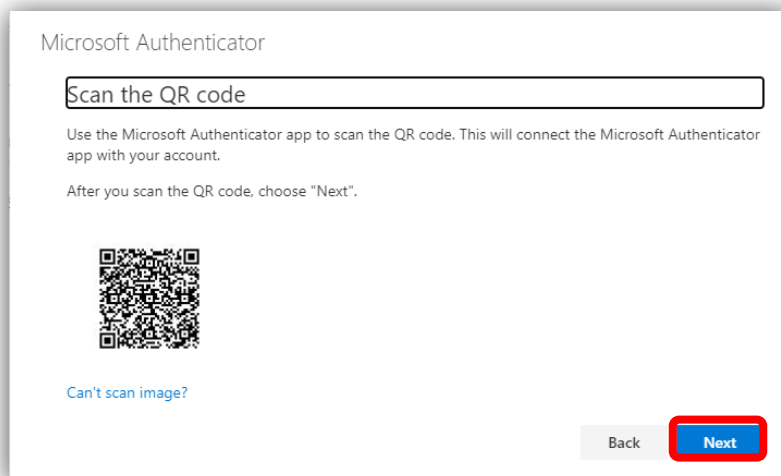 Microsoft Authenticator
Scan the QR code
Use the Microsoft Authenticator app to scan the QR code. This will connect the Microsoft Authenticator
app with your account.
After you scan the QR code, choose "Next".
Can't scan image?
Back
Next